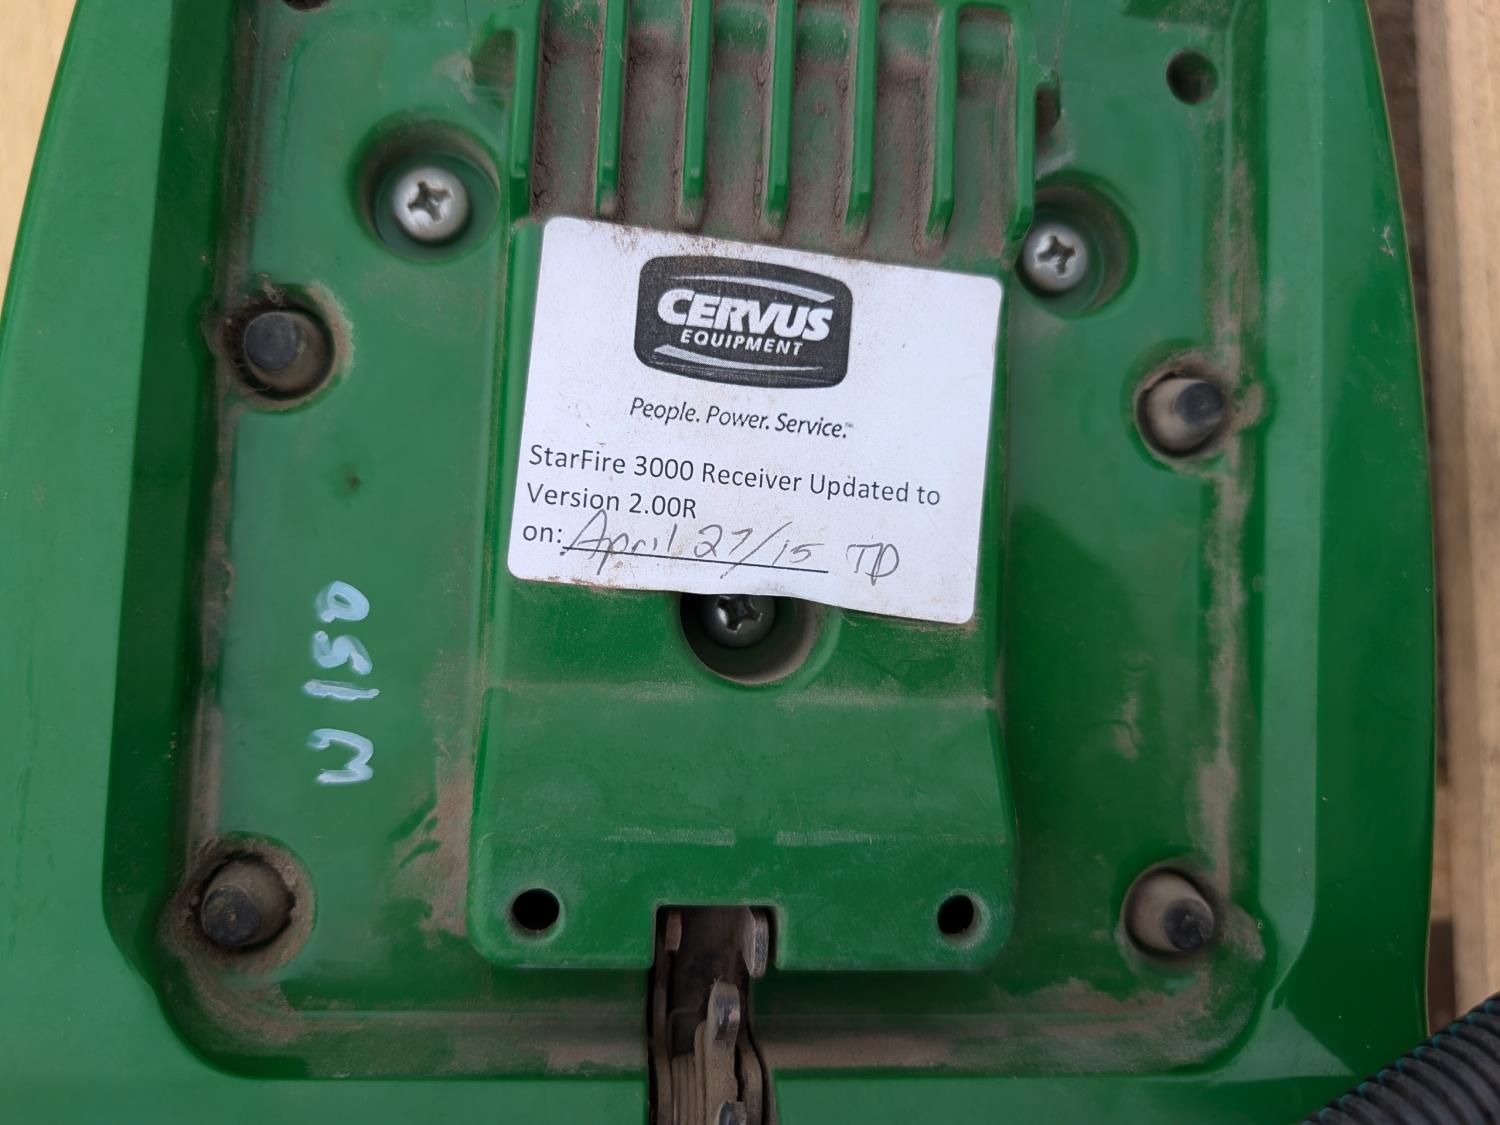 CERVUS
EQUIPMENT
People. Power. Service.™
StarFire 3000 Receiver Updated to
Version 2.00R
on: April 27/15 TD
W150